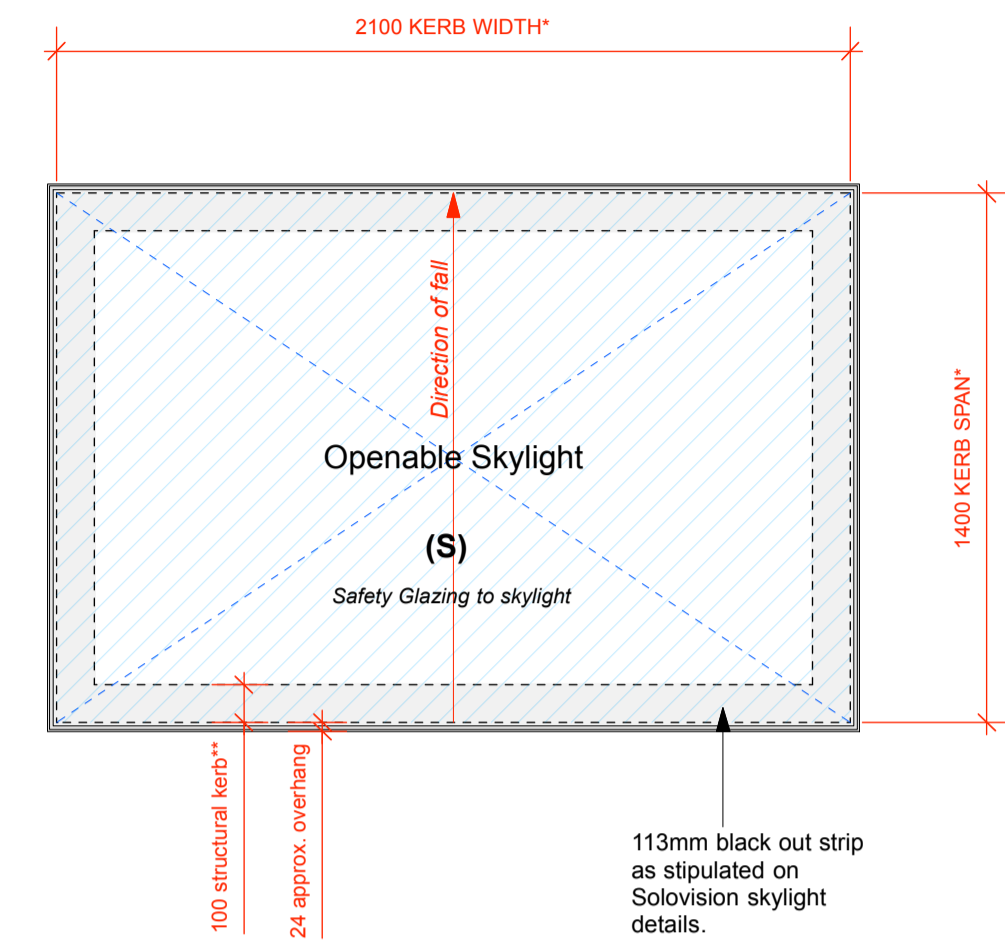 2100 KERB WIDTH*
Direction of fall
1400 KERB SPAN*
Openable Skylight
(S)
Safety Glazing to skylight
100 structural kerb**
24 approx. overhang
113mm black out strip
as stipulated on
Solovision skylight
details.